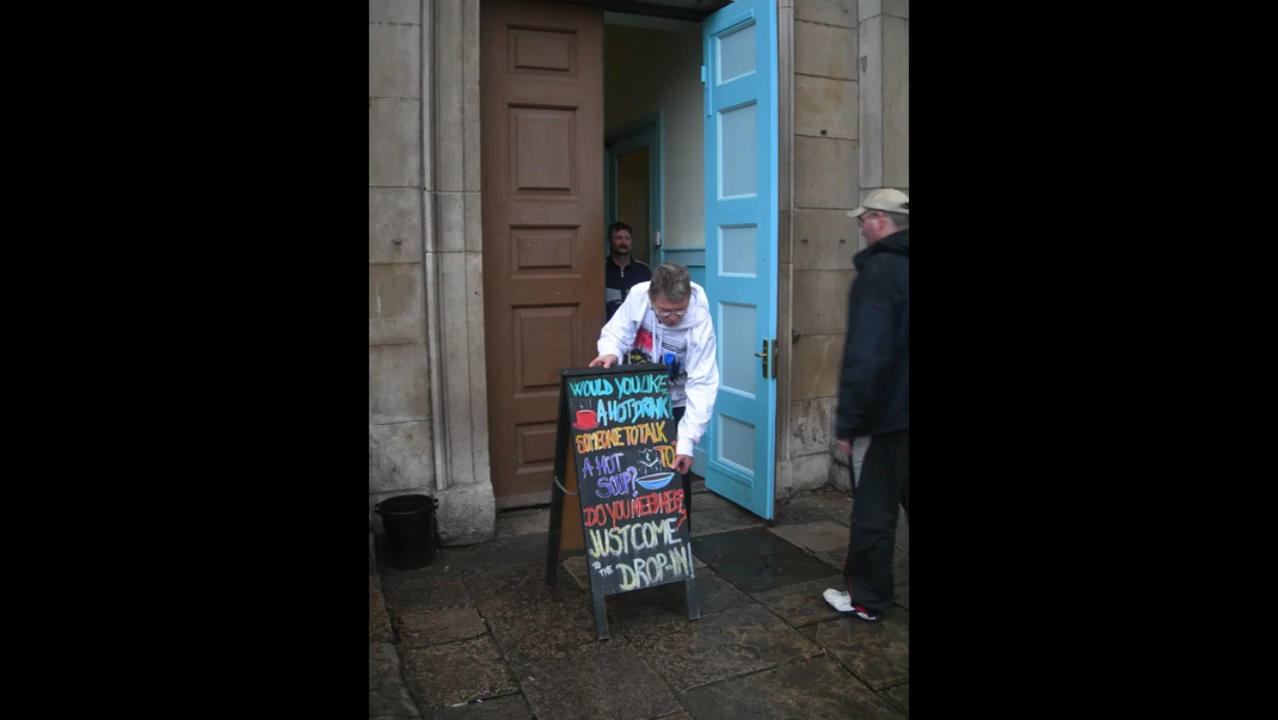 WOULD YOU LIKE
A HOT DRINK!
SOMEONE TO TALK
TO?
A HOT
SOUP?
DO YOU NEED HELP?
JUST COME
TO THE DROP-IN!